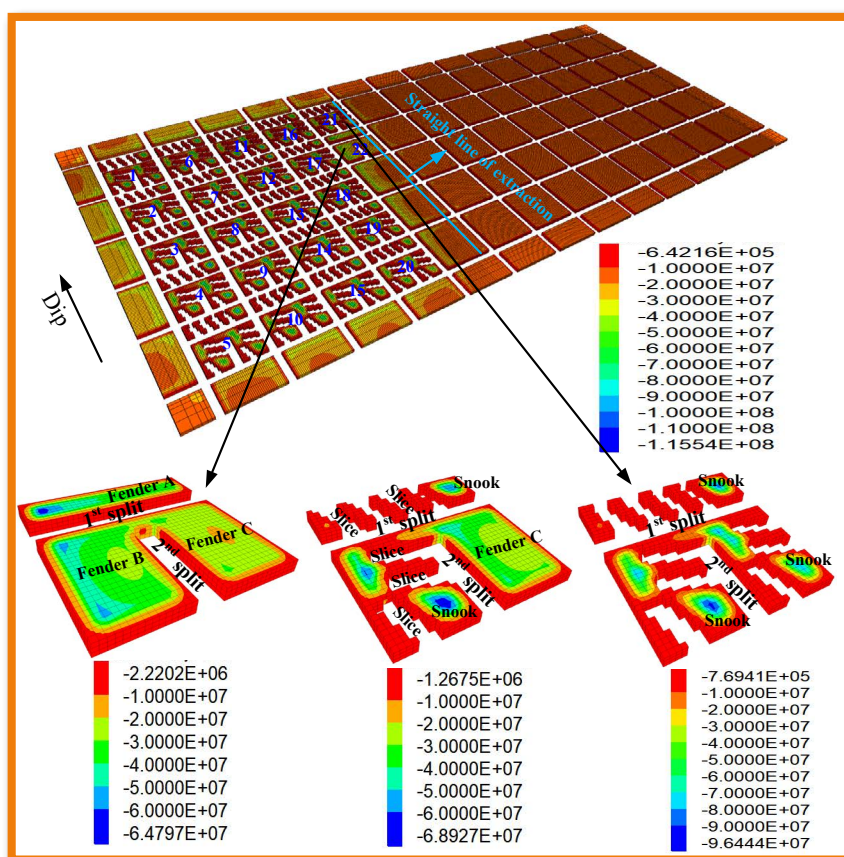 21
16
22
11
17
6
12
1
18
7
13
2
19
8
14
3
20
9
15
4
10
5
Straight line of extraction
Dip
-6.4216E+05
-1.0000E+07
-2.0000E+07
-3.0000E+07
-4.0000E+07
-5.0000E+07
-6.0000E+07
-7.0000E+07
-8.0000E+07
-9.0000E+07
-1.0000E+08
-1.1000E+08
-1.1554E+08
Fender A
1st split
Fender B
2nd split
Fender C
Slice
Slice
Snook
1st split
Slice
Slice
Slice
2nd split
Fender C
Snook
Snook
1st split
2nd split
Snook
Snook
-2.2202E+06
-1.0000E+07
-2.0000E+07
-3.0000E+07
-4.0000E+07
-5.0000E+07
-6.0000E+07
-6.4797E+07
-1.2675E+06
-1.0000E+07
-2.0000E+07
-3.0000E+07
-4.0000E+07
-5.0000E+07
-6.0000E+07
-6.8927E+07
-7.6941E+05
-1.0000E+07
-2.0000E+07
-3.0000E+07
-4.0000E+07
-5.0000E+07
-6.0000E+07
-7.0000E+07
-8.0000E+07
-9.0000E+07
-9.6444E+07